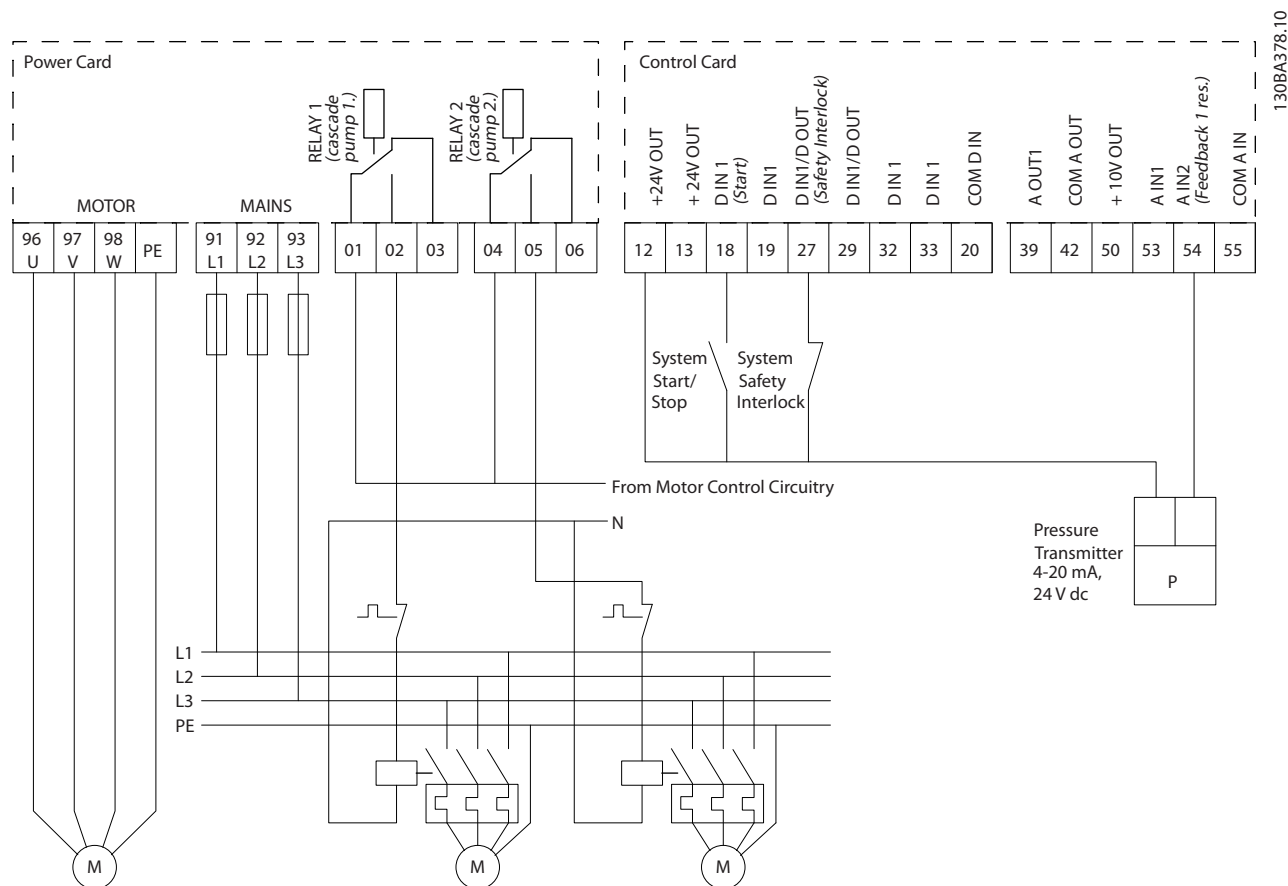 130BA378.10
Power Card
RELAY 1
(cascade
pump 1.)
RELAY 2
(cascade
pump 2.)
MOTOR
MAINS
96
U
97
V
98
W
PE
91
L1
92
L2
93
L3
01
02
03
04
05
06
Control Card
+24V OUT
+ 24V OUT
D IN 1
(Start)
D IN1
D IN1/D OUT
(Safety Interlock)
D IN1/D OUT
D IN 1
D IN 1
COM D IN
A OUT1
COM A OUT
+ 10V OUT
A IN1
A IN2
(Feedback 1 res.)
COM A IN
12
13
18
19
27
29
32
33
20
39
42
50
53
54
55
System
Start/
Stop
System
Safety
Interlock
From Motor Control Circuitry
N
Pressure
Transmitter
4-20 mA,
24 V dc
P
L1
L2
L3
PE
M
M
M